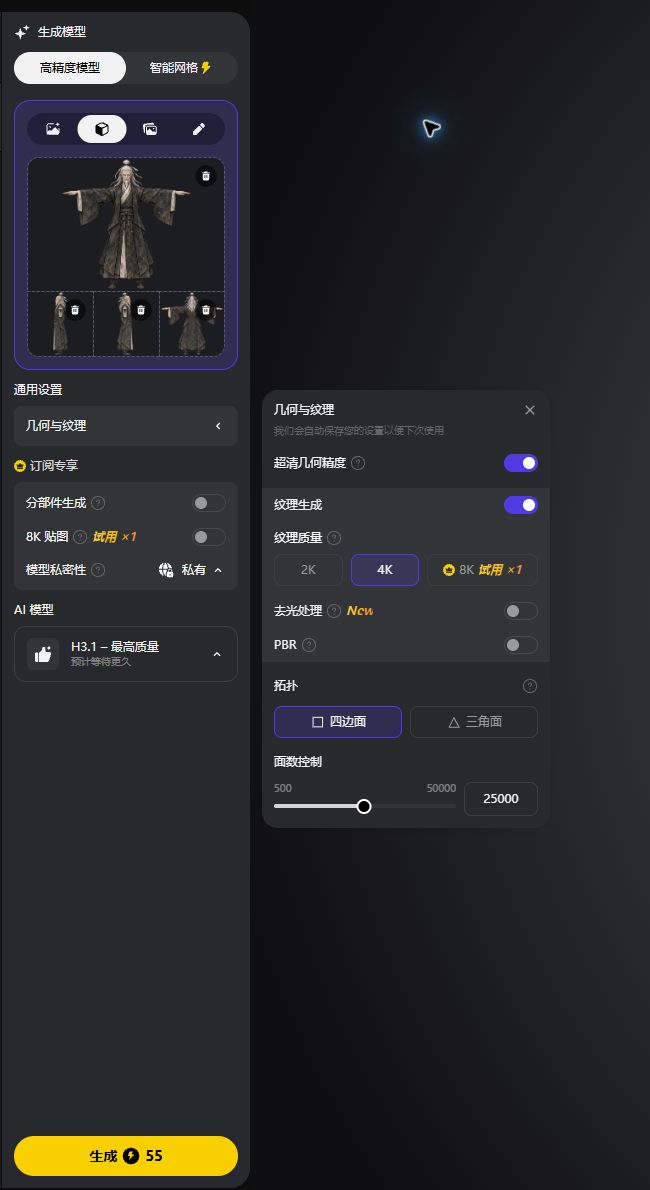 生成模型
高精度模型
智能网格
通用设置
几何与纹理
订阅专享
分部件生成
8K 贴图 试用 ×1
模型私密性 私有
AI 模型
H3.1 – 最高质量
预计等待更久
生成 55
几何与纹理
我们会自动保存您的设置以便下次使用
超清几何精度
纹理生成
纹理质量
2K
4K
8K 试用 ×1
去光处理 New
PBR
拓扑
四边面
三角面
面数控制
500
50000
25000